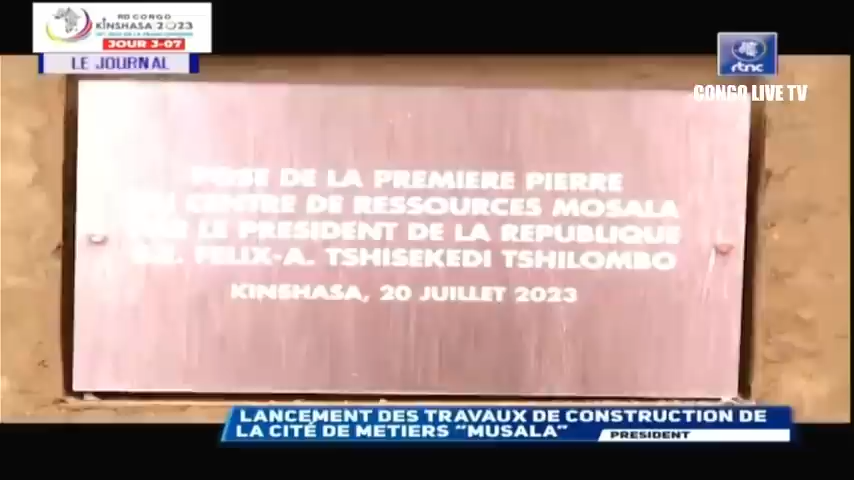 RD CONGO
KINSHASA 2023
JOUR J-07
LE JOURNAL
rtnc
CONGO LIVE TV
DE LA PREMIERE PIERRE
CENTRE DE RESSOURCES MOSALA
LE PRESIDENT DE LA REPUBLIQUE
FELIX-A. TSHISEKEDI TSHILOMBO
KINSHASA, 20 JUILLET 2023
LANCEMENT DES TRAVAUX DE CONSTRUCTION DE
LA CITÉ DE METIERS "MUSALA"
PRESIDENT